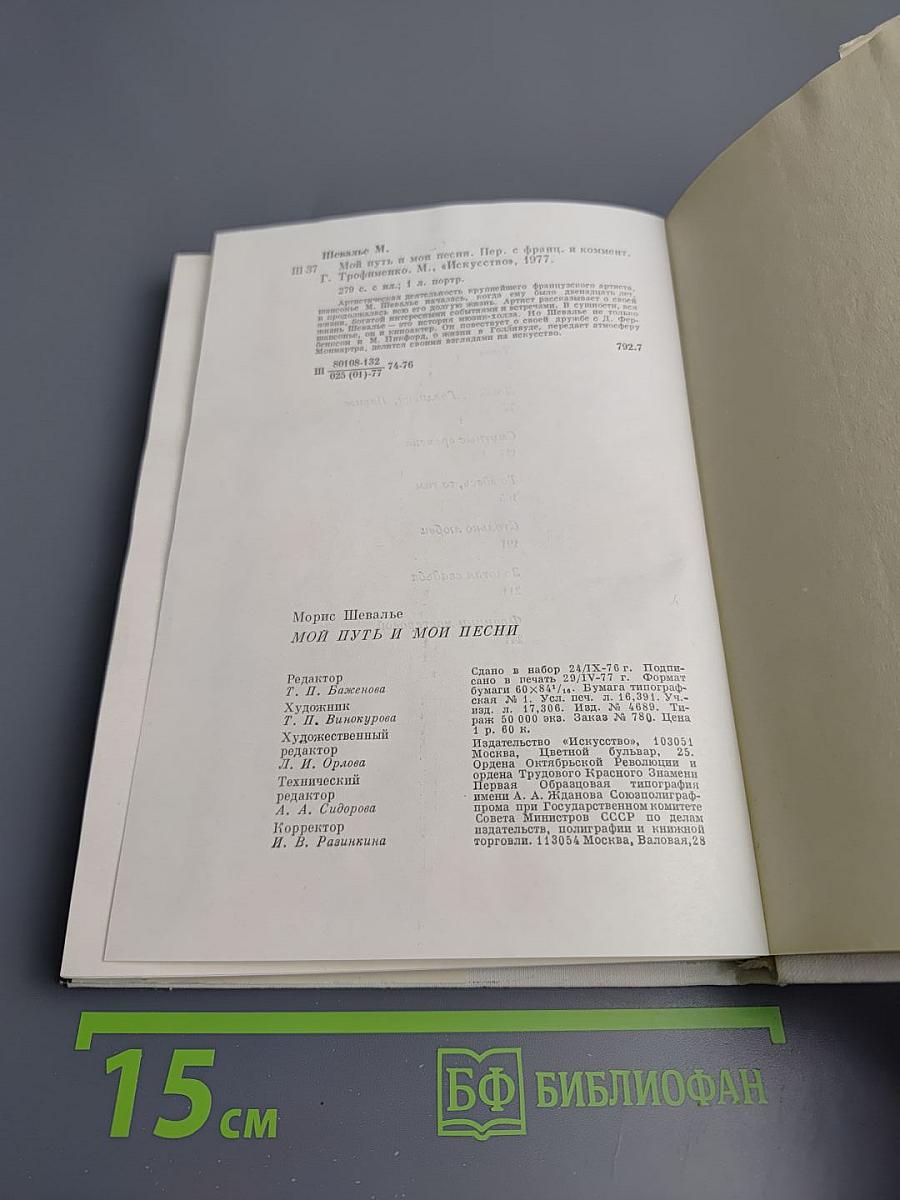 Шевалье М.
Ш37 Мой путь и мои песни. Пер. с франц. и коммент.
Г. Трофименко. М., «Искусство», 1977.
279 с. с ил.; 1 л. портр.
Артистическая деятельность крупнейшего французского артиста,
шансонье М. Шевалье началась, когда ему было двенадцать лет,
и продолжалась всю его долгую жизнь. Артист рассказывает о своей
жизни, богатой интересными событиями и встречами. В сущности, вся
жизнь Шевалье — это история мюзик-холла. Но Шевалье не только
шансонье, он и киноактер. Он повествует о своей дружбе с Д. Фер-
бенксом и М. Пикфорд, о жизни в Голливуде, передает атмосферу
Монмартра, делится своими взглядами на искусство.
Ш 80108-132 74-76 792.7
025 (01)-77
Морис Шевалье
МОЙ ПУТЬ И МОИ ПЕСНИ
Редактор
Т. П. Баженова
Художник
Т. П. Винокурова
Художественный
редактор
Л. И. Орлова
Технический
редактор
А. А. Сидорова
Корректор
И. В. Разинкина
Сдано в набор 24/IX-76 г. Подпи-
сано в печать 29/IV-77 г. Формат
бумаги 60×84¹/₁₆. Бумага типограф-
ская № 1. Усл. печ. л. 16,391. Уч.-
изд. л. 17,306. Изд. № 4689. Ти-
раж 50 000 экз. Заказ № 780. Цена
1 р. 60 к.
Издательство «Искусство», 103051
Москва, Цветной бульвар, 25.
Ордена Октябрьской Революции и
ордена Трудового Красного Знамени
Первая Образцовая типография
имени А. А. Жданова Союзполиграф-
прома при Государственном комитете
Совета Министров СССР по делам
издательств, полиграфии и книжной
торговли. 113054 Москва, Валовая,28
15 см
БФ БИБЛИОФАН